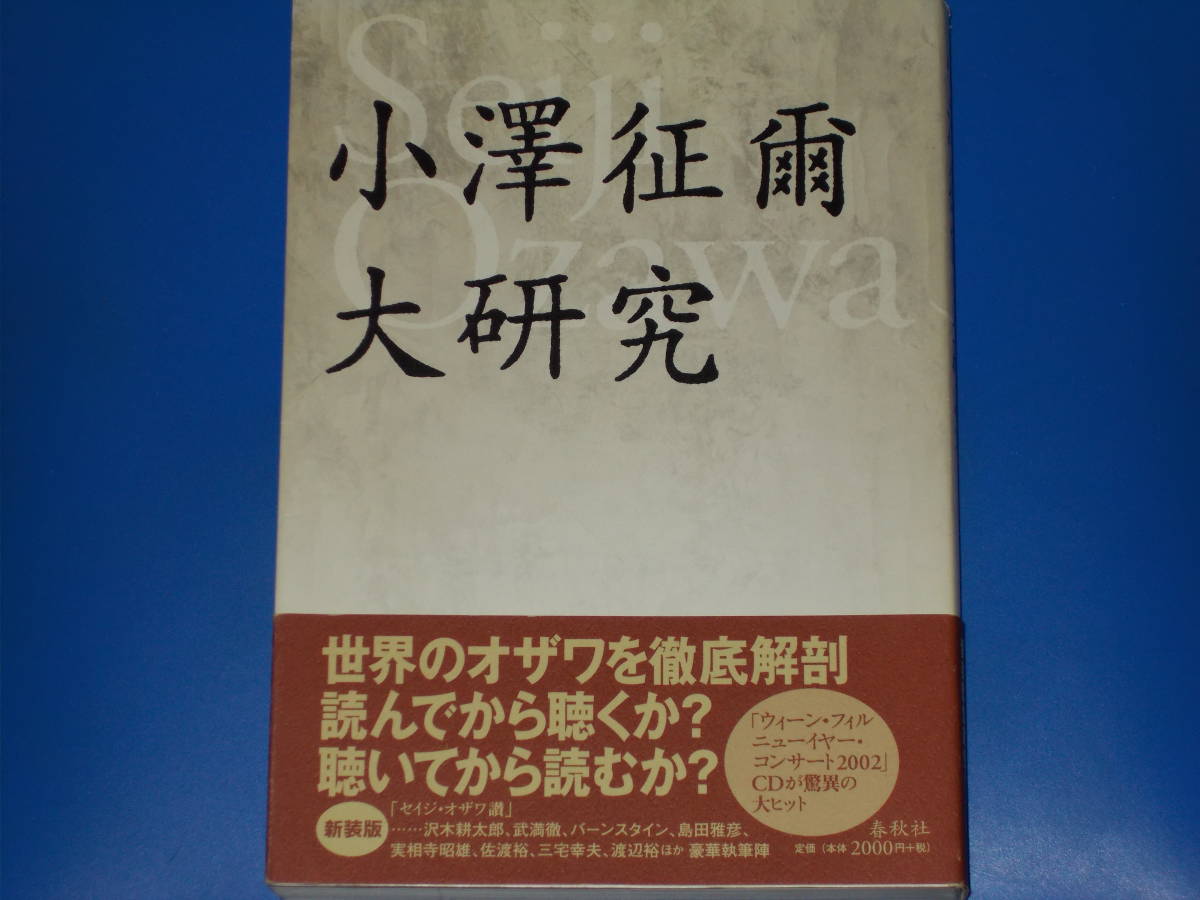 Seiji
Ozawa
小澤征爾
大研究
世界のオザワを徹底解剖
読んでから聴くか?
聴いてから読むか?
「ウィーン・フィル
ニューイヤー・
コンサート2002」
CDが驚異の
大ヒット
新装版
「セイジ・オザワ讃」
……沢木耕太郎、武満徹、バーンスタイン、島田雅彦、
実相寺昭雄、佐渡裕、三宅幸夫、渡辺裕ほか 豪華執筆陣
春秋社
定価(本体2000円+税)